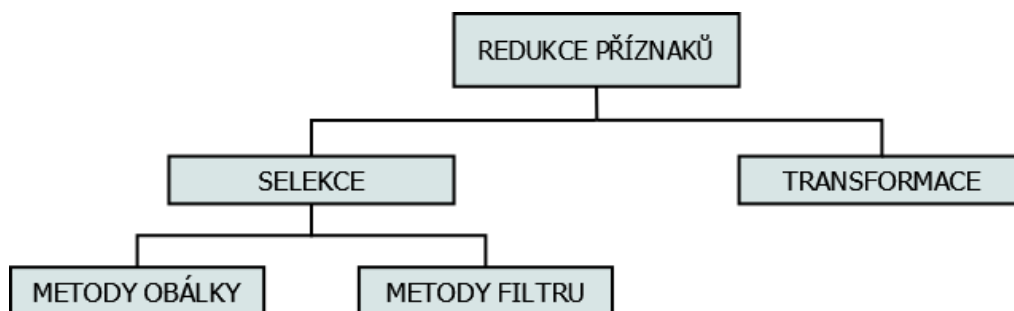 REDUKCE PŘÍZNAKŮ
SELEKCE
TRANSFORMACE
METODY OBÁLKY
METODY FILTRU